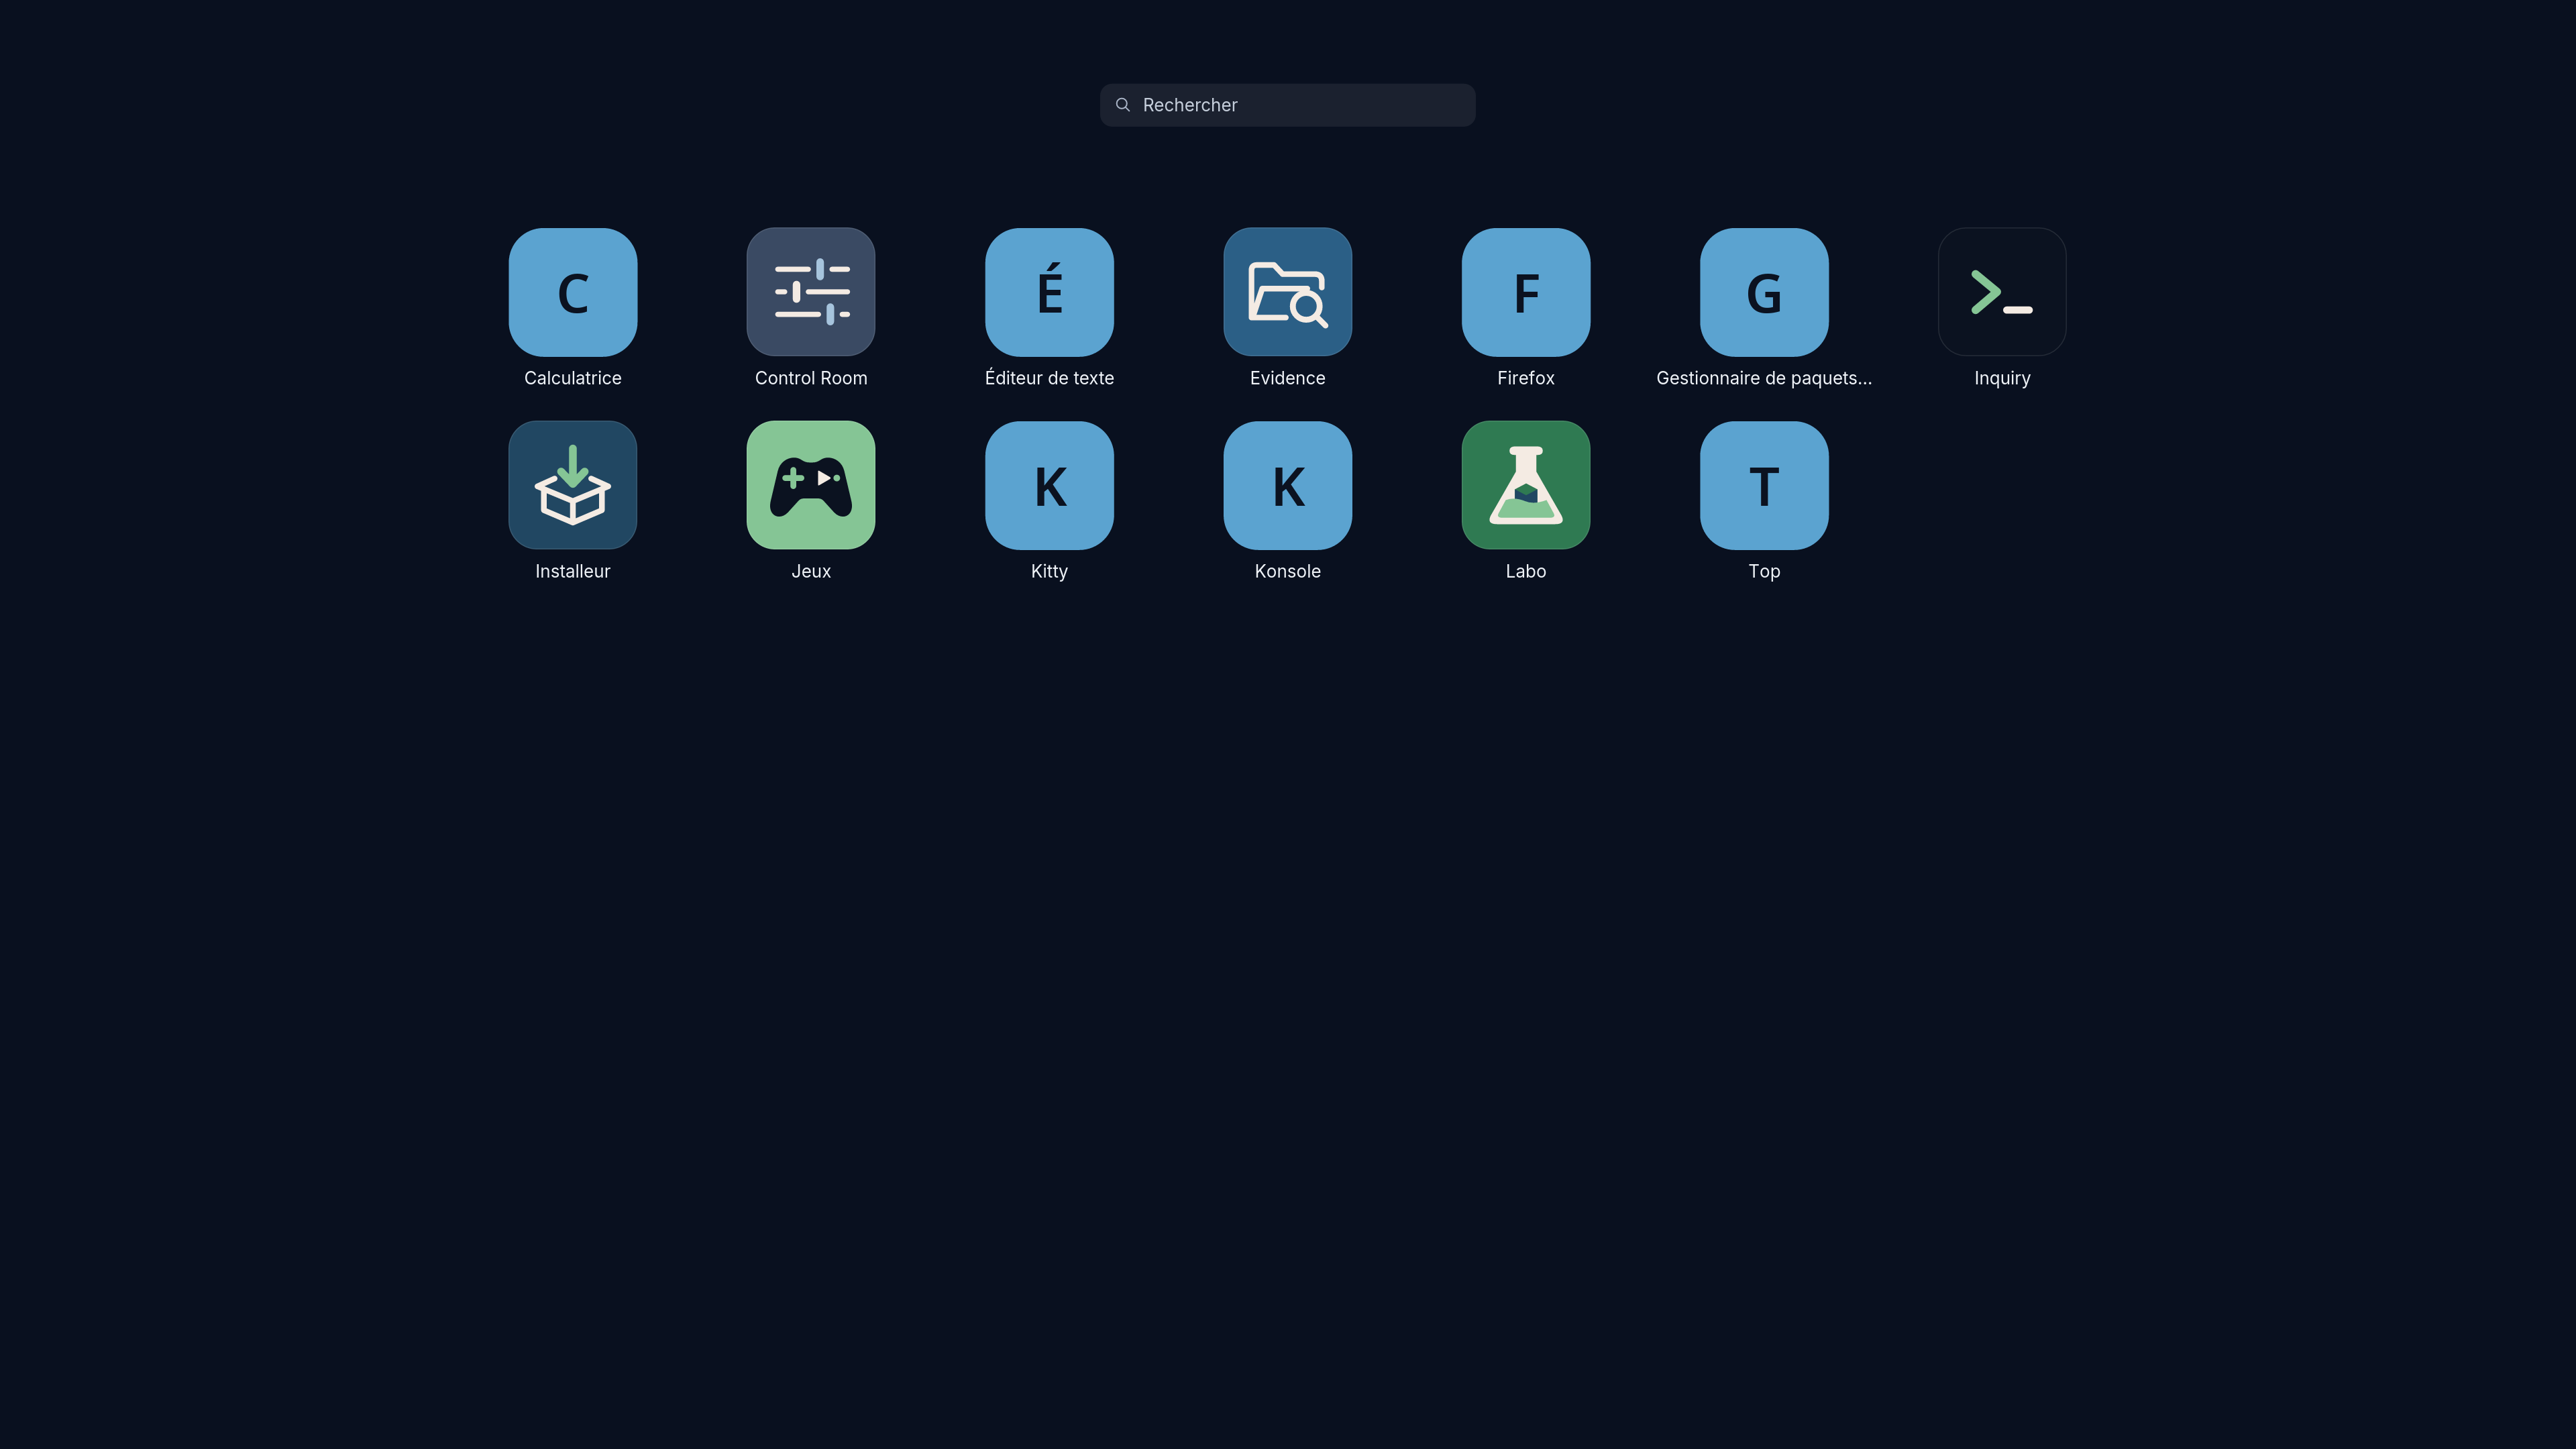 Rechercher
C
É
F
G
Calculatrice
Control Room
Éditeur de texte
Evidence
Firefox
Gestionnaire de paquets...
Inquiry
K
K
T
Installeur
Jeux
Kitty
Konsole
Labo
Top